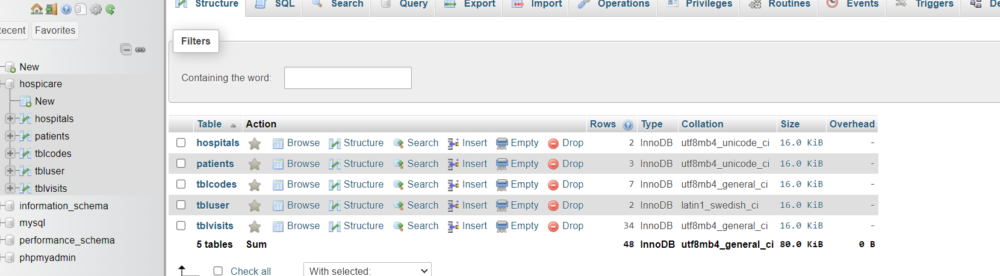 Structure SQL Search Query Export Import Operations Privileges Routines Events Triggers
Recent Favorites
New
hospicare
New
hospitals
patients
tblcodes
tbluser
tblvisits
information_schema
mysql
performance_schema
phpmyadmin
Filters
Containing the word:
Table Action Rows Type Collation Size Overhead
hospitals Browse Structure Search Insert Empty Drop 2 InnoDB utf8mb4_unicode_ci 16.0 KiB -
patients Browse Structure Search Insert Empty Drop 3 InnoDB utf8mb4_unicode_ci 16.0 KiB -
tblcodes Browse Structure Search Insert Empty Drop 7 InnoDB utf8mb4_general_ci 16.0 KiB -
tbluser Browse Structure Search Insert Empty Drop 2 InnoDB latin1_swedish_ci 16.0 KiB -
tblvisits Browse Structure Search Insert Empty Drop 34 InnoDB utf8mb4_general_ci 16.0 KiB -
5 tables Sum 48 InnoDB utf8mb4_general_ci 80.0 KiB 0 B
Check all With selected: